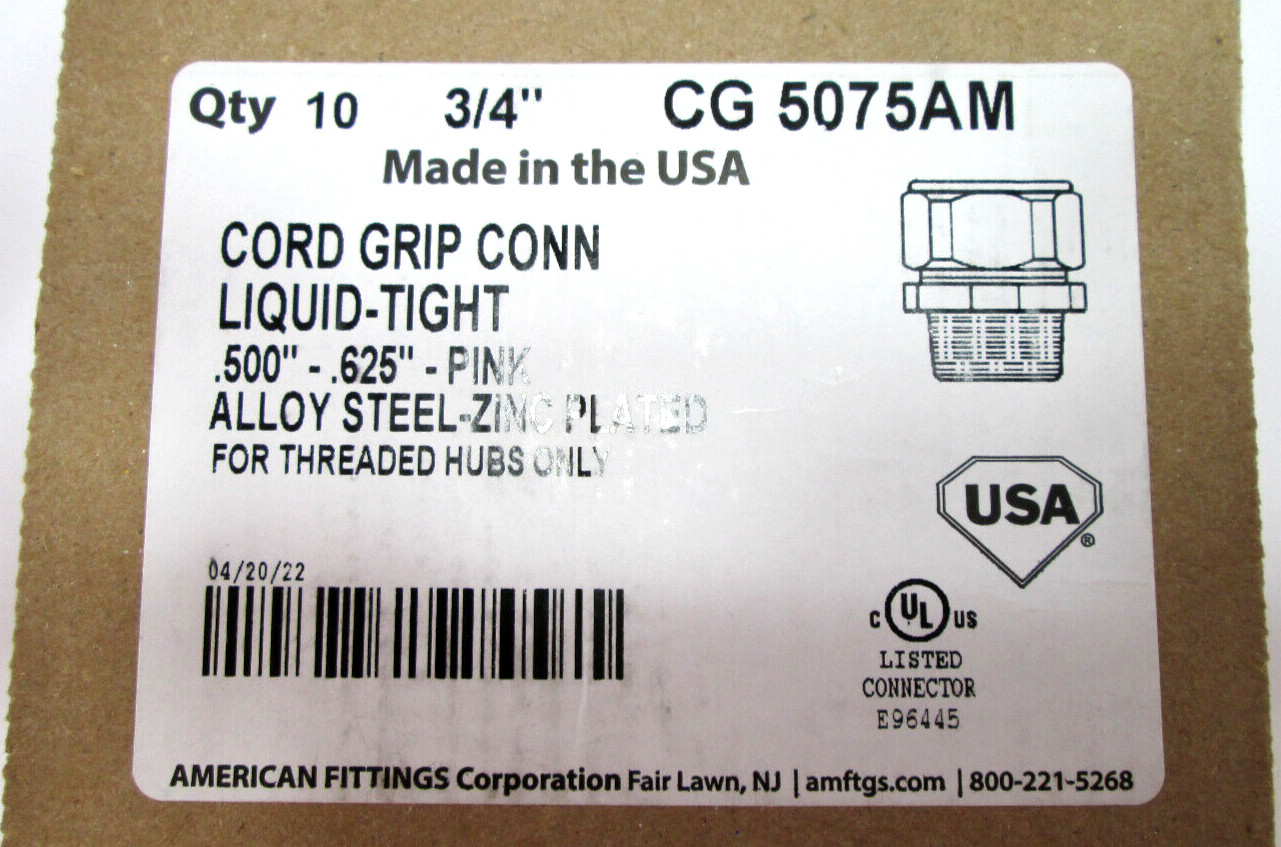 Qty 10 3/4" CG 5075AM
Made in the USA
CORD GRIP CONN
LIQUID-TIGHT
.500" - .625" - PINK
ALLOY STEEL-ZINC PLATED
FOR THREADED HUBS ONLY
USA
®
04/20/22
C UL US
LISTED
CONNECTOR
E96445
AMERICAN FITTINGS Corporation Fair Lawn, NJ | amftgs.com | 800-221-5268